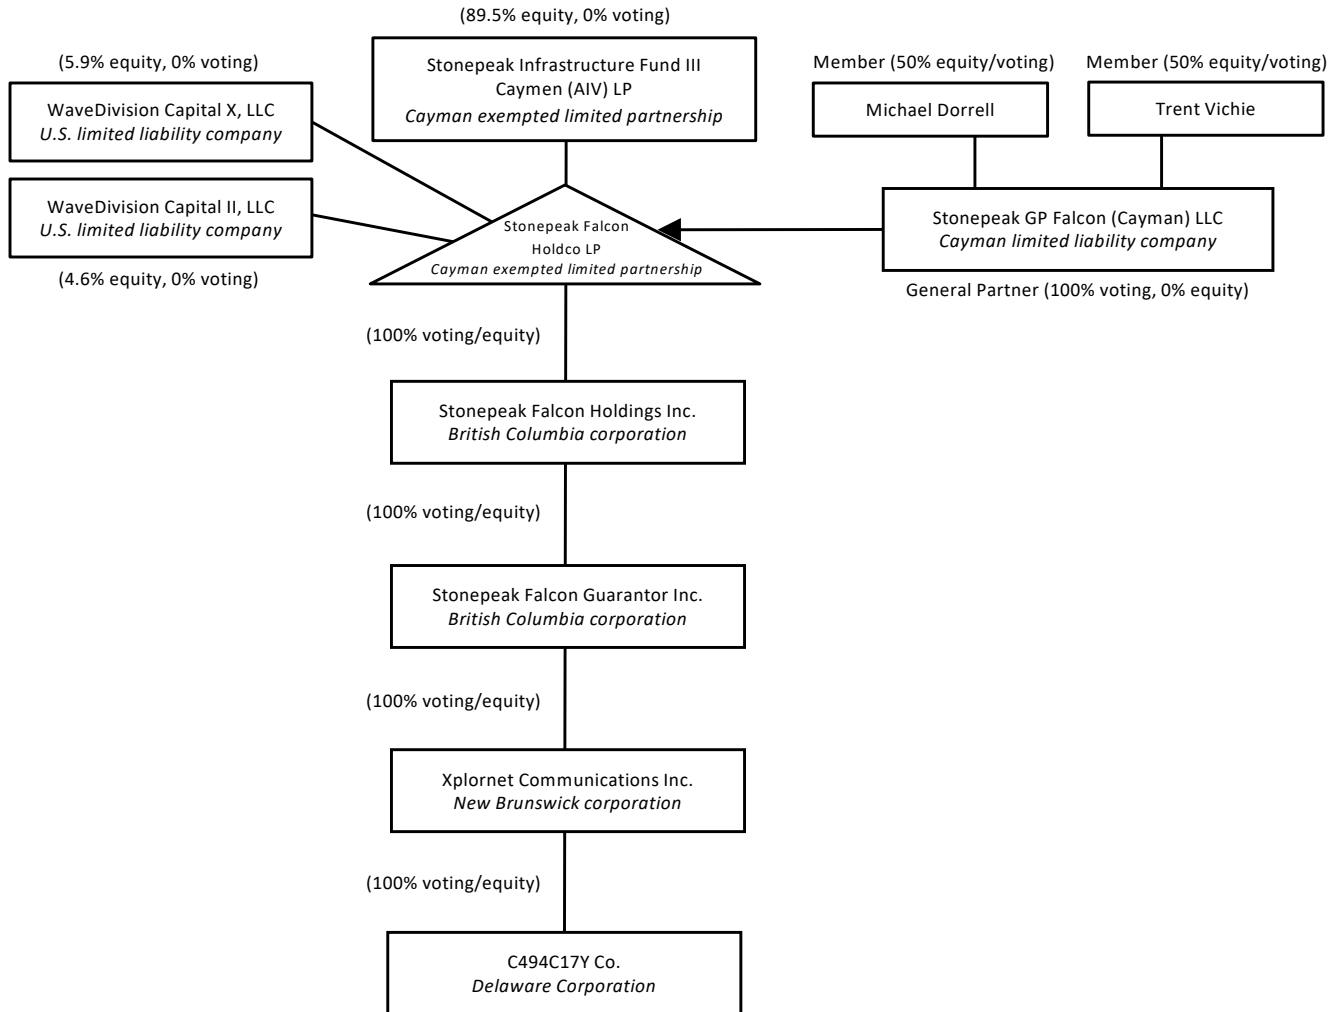 (89.5% equity, 0% voting)
Stonepeak Infrastructure Fund III
Caymen (AIV) LP
Cayman exempted limited partnership
(5.9% equity, 0% voting)
WaveDivision Capital X, LLC
U.S. limited liability company
WaveDivision Capital II, LLC
U.S. limited liability company
(4.6% equity, 0% voting)
Member (50% equity/voting)
Michael Dorrell
Member (50% equity/voting)
Trent Vichie
Stonepeak GP Falcon (Cayman) LLC
Cayman limited liability company
General Partner (100% voting, 0% equity)
Stonepeak Falcon
Holdco LP
Cayman exempted limited partnership
(100% voting/equity)
Stonepeak Falcon Holdings Inc.
British Columbia corporation
(100% voting/equity)
Stonepeak Falcon Guarantor Inc.
British Columbia corporation
(100% voting/equity)
Xplornet Communications Inc.
New Brunswick corporation
(100% voting/equity)
C494C17Y Co.
Delaware Corporation